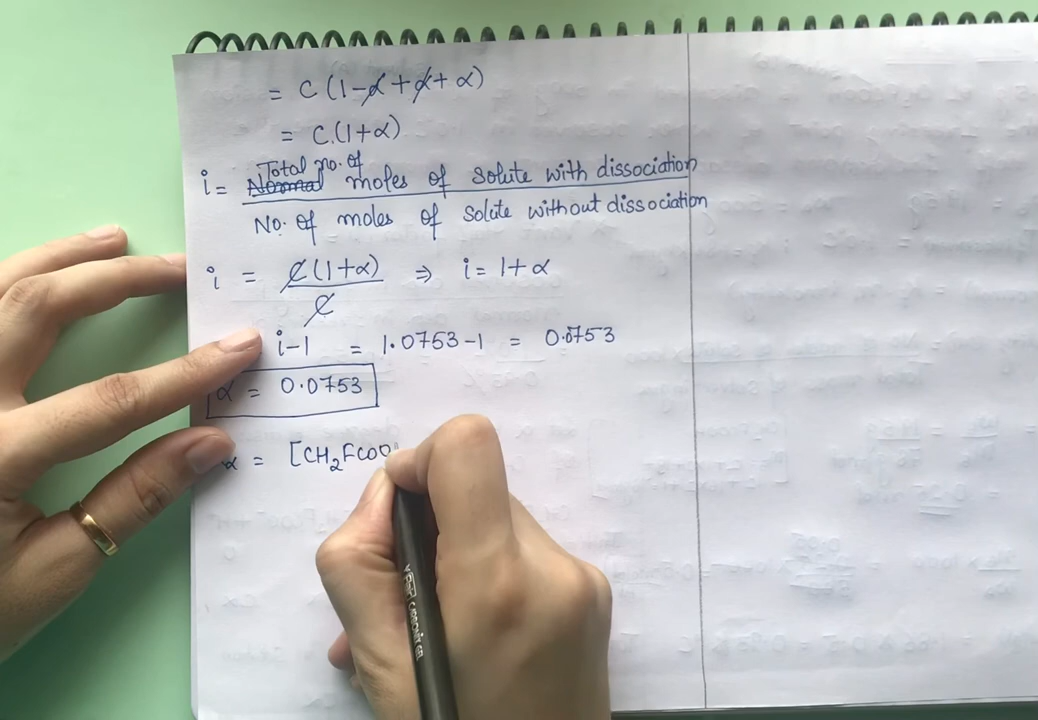 = C (1-α+α+α)
= C.(1+α)
i = Total no. of moles of solute with dissociation
No. of moles of solute without dissociation
i = C(1+α) ⇒ i = 1+α
C
i-1 = 1.0753-1 = 0.0753
α = 0.0753
α = [CH₂FCOO